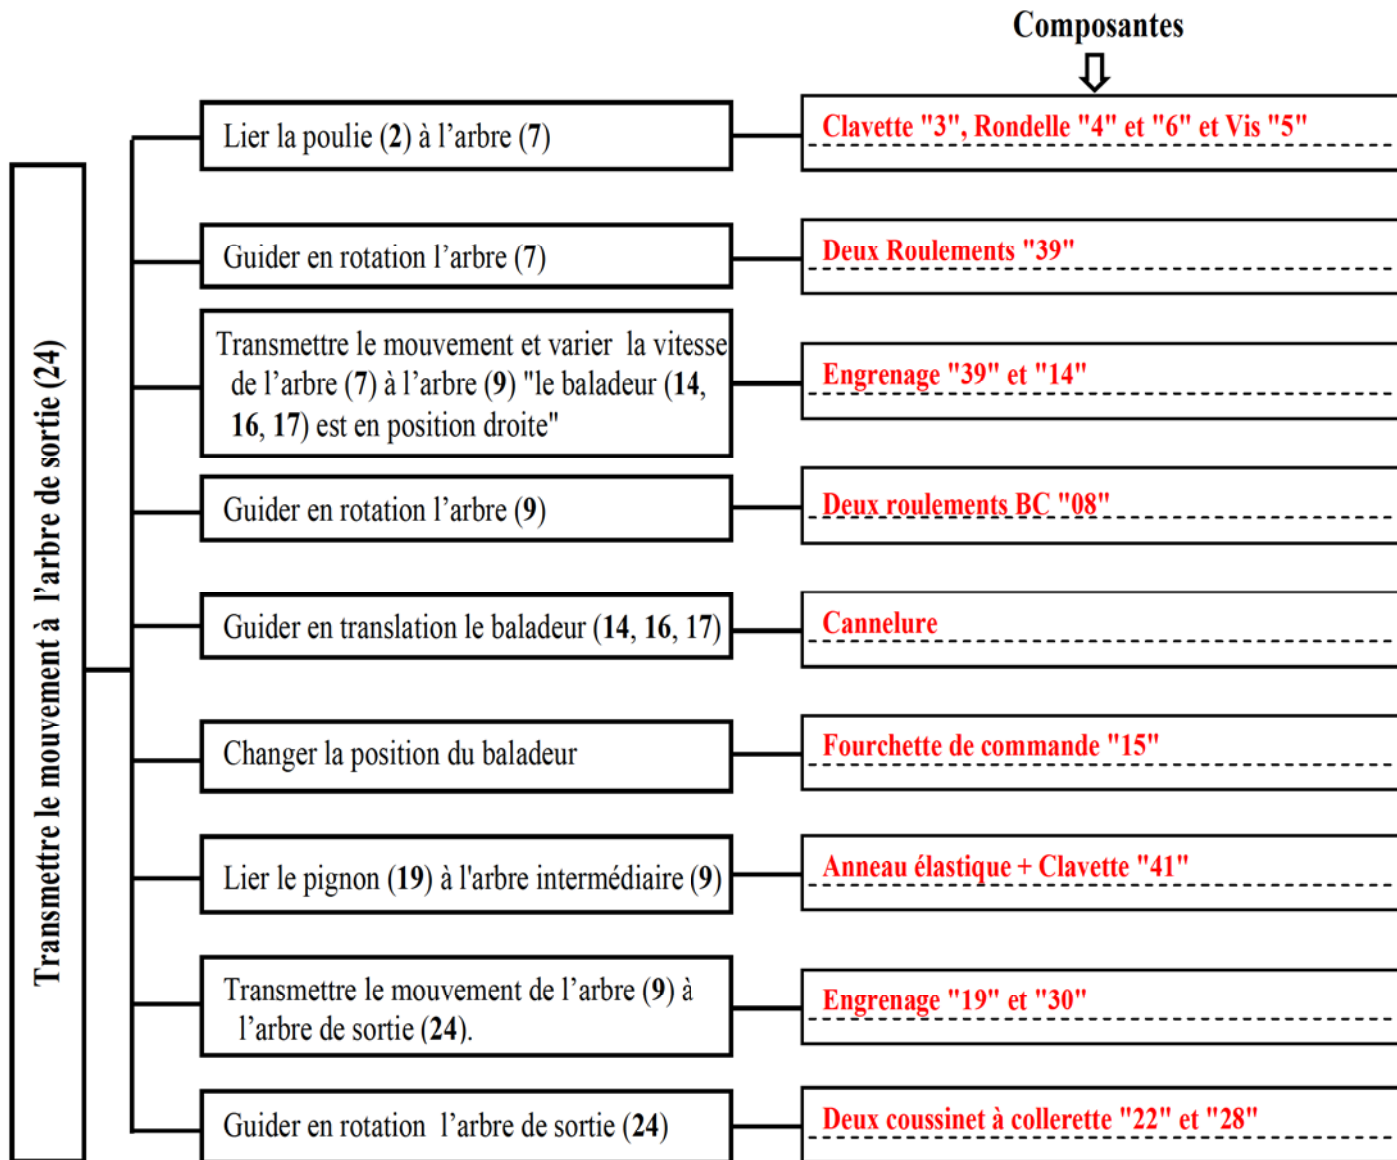 Composantes
Transmettre le mouvement à l'arbre de sortie (24)
Lier la poulie (2) à l'arbre (7)
Clavette "3", Rondelle "4" et "6" et Vis "5"
Guider en rotation l'arbre (7)
Deux Roulements "39"
Transmettre le mouvement et varier la vitesse
de l'arbre (7) à l'arbre (9) "le baladeur (14,
16, 17) est en position droite"
Engrenage "39" et "14"
Guider en rotation l'arbre (9)
Deux roulements BC "08"
Guider en translation le baladeur (14, 16, 17)
Cannelure
Changer la position du baladeur
Fourchette de commande "15"
Lier le pignon (19) à l'arbre intermédiaire (9)
Anneau élastique + Clavette "41"
Transmettre le mouvement de l'arbre (9) à
l'arbre de sortie (24).
Engrenage "19" et "30"
Guider en rotation l'arbre de sortie (24)
Deux coussinet à collerette "22" et "28"